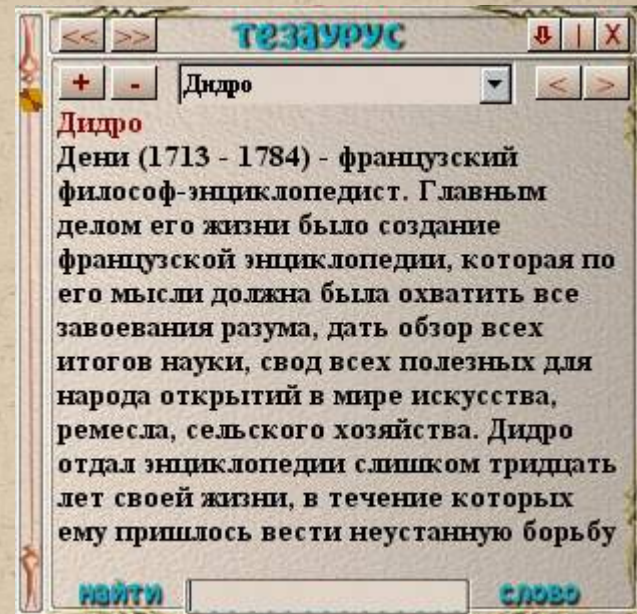 << >> тезаурус | X
+ - Дидро < >
Дидро
Дени (1713 - 1784) - французский
философ-энциклопедист. Главным
делом его жизни было создание
французской энциклопедии, которая по
его мысли должна была охватить все
завоевания разума, дать обзор всех
итогов науки, свод всех полезных для
народа открытий в мире искусства,
ремесла, сельского хозяйства. Дидро
отдал энциклопедии слишком тридцать
лет своей жизни, в течение которых
ему пришлось вести неустанную борьбу
найти слово